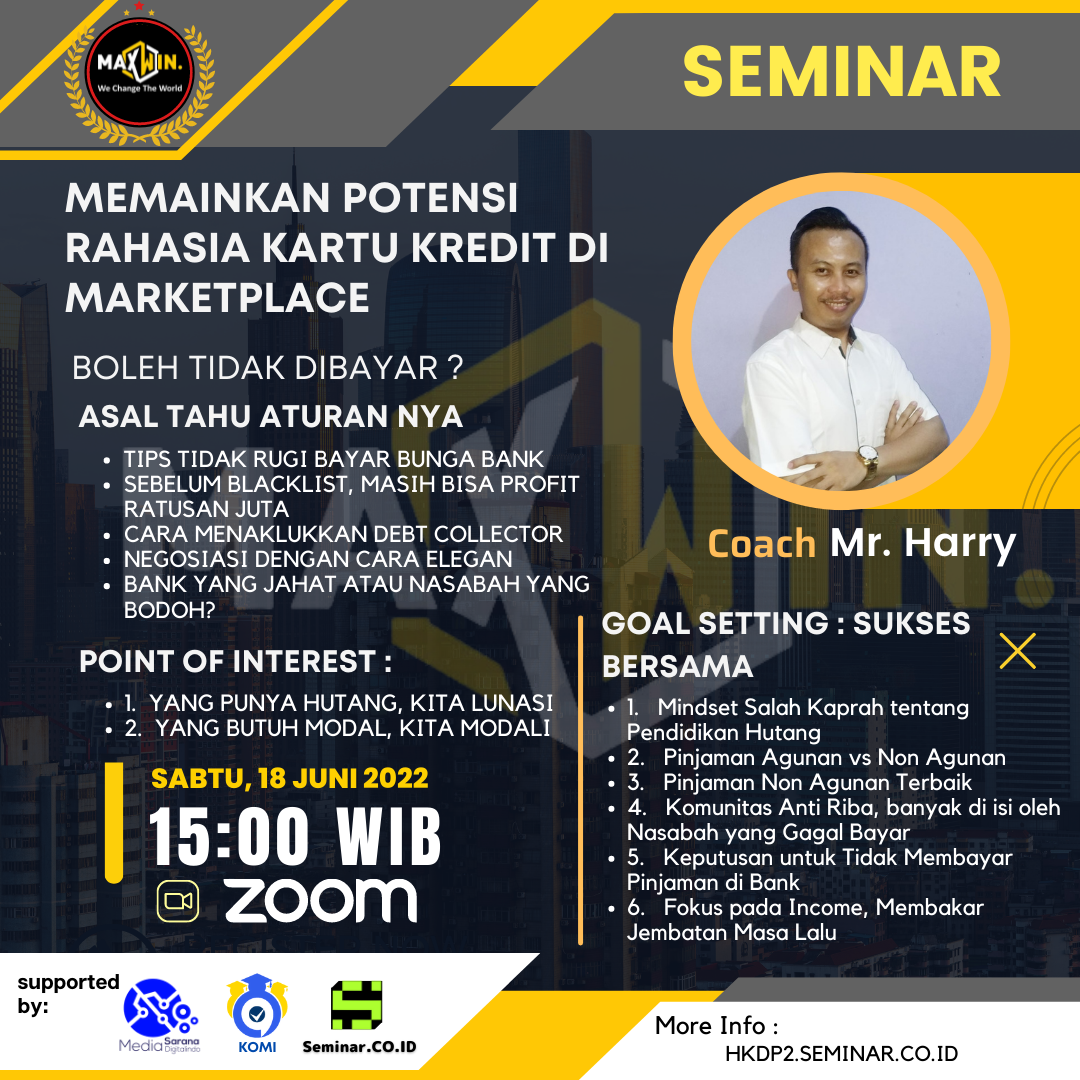 MAXWIN.
We Change The World
SEMINAR
MEMAINKAN POTENSI
RAHASIA KARTU KREDIT DI
MARKETPLACE
BOLEH TIDAK DIBAYAR ?
ASAL TAHU ATURAN NYA
• TIPS TIDAK RUGI BAYAR BUNGA BANK
• SEBELUM BLACKLIST, MASIH BISA PROFIT
RATUSAN JUTA
• CARA MENAKLUKKAN DEBT COLLECTOR
• NEGOSIASI DENGAN CARA ELEGAN
• BANK YANG JAHAT ATAU NASABAH YANG
BODOH?
POINT OF INTEREST :
• 1. YANG PUNYA HUTANG, KITA LUNASI
• 2. YANG BUTUH MODAL, KITA MODALI
SABTU, 18 JUNI 2022
15:00 WIB
zoom
Coach Mr. Harry
GOAL SETTING : SUKSES
BERSAMA
• 1. Mindset Salah Kaprah tentang
Pendidikan Hutang
• 2. Pinjaman Agunan vs Non Agunan
• 3. Pinjaman Non Agunan Terbaik
• 4. Komunitas Anti Riba, banyak di isi oleh
Nasabah yang Gagal Bayar
• 5. Keputusan untuk Tidak Membayar
Pinjaman di Bank
• 6. Fokus pada Income, Membakar
Jembatan Masa Lalu
MAXWIN.
supported
by:
Media Sarana
Digitalindo
KOMI
Seminar.CO.ID
More Info :
HKDP2.SEMINAR.CO.ID